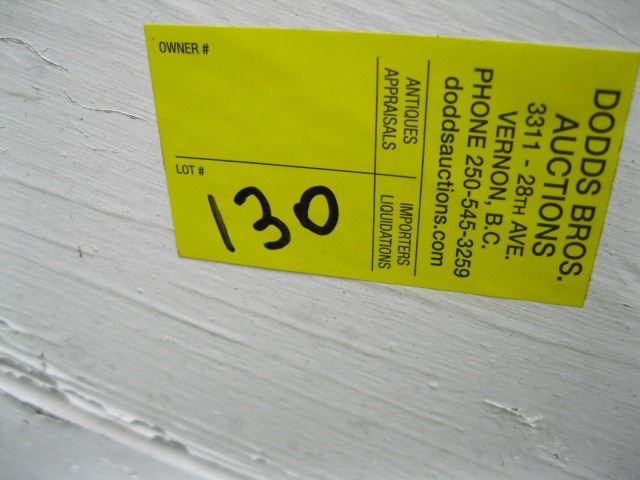 DODDS BROS.
AUCTIONS
3311 - 28TH AVE.
VERNON, B.C.
PHONE 250-545-3259
doddsauctions.com
ANTIQUES
APPRAISALS
IMPORTERS
LIQUIDATIONS
OWNER #
LOT #
130